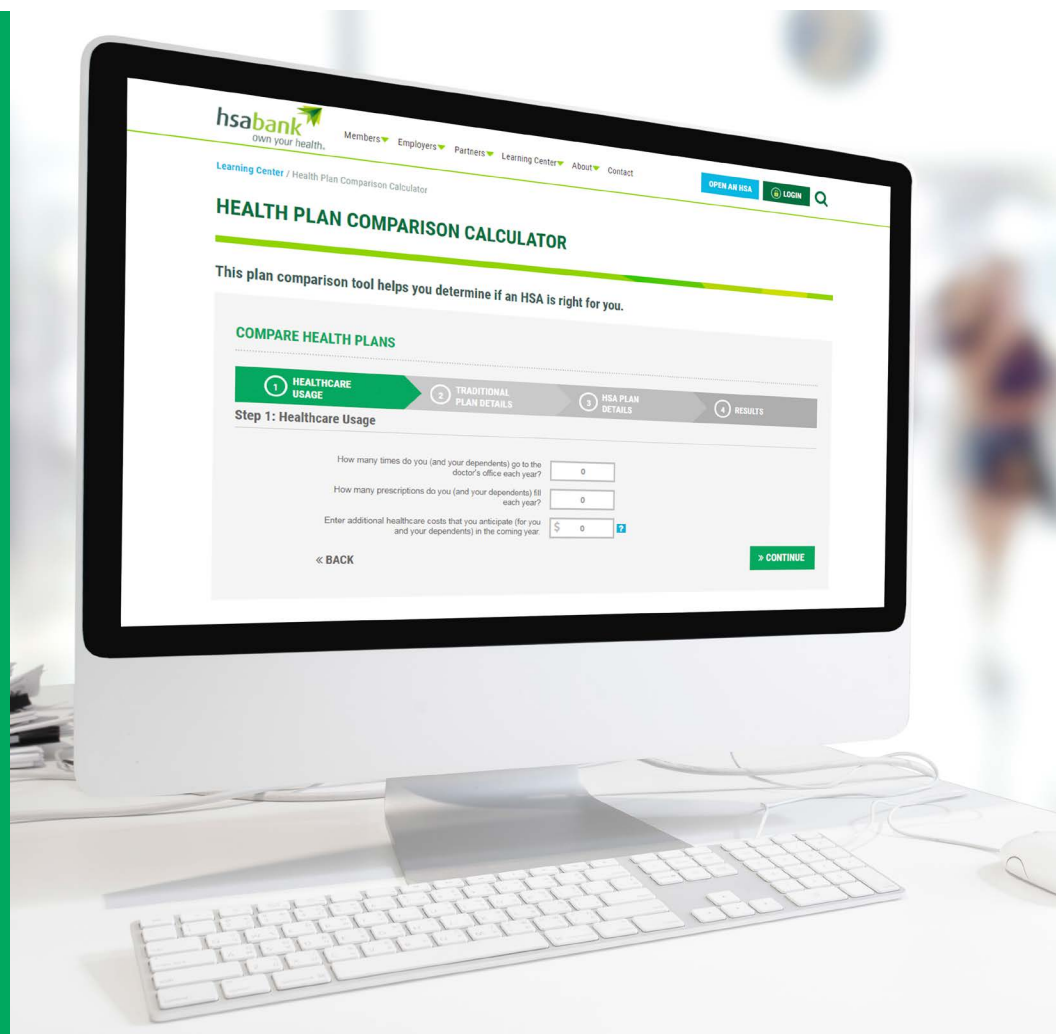 hsabank
own your health.
Members Employers Partners Learning Center About Contact
OPEN AN HSA LOGIN
Learning Center / Health Plan Comparison Calculator
HEALTH PLAN COMPARISON CALCULATOR
This plan comparison tool helps you determine if an HSA is right for you.
COMPARE HEALTH PLANS
1 HEALTHCARE
USAGE
2 TRADITIONAL
PLAN DETAILS
3 HSA PLAN
DETAILS
4 RESULTS
Step 1: Healthcare Usage
How many times do you (and your dependents) go to the
doctor's office each year?
0
How many prescriptions do you (and your dependents) fill
each year?
0
Enter additional healthcare costs that you anticipate (for you
and your dependents) in the coming year.
$ 0 ?
« BACK
» CONTINUE